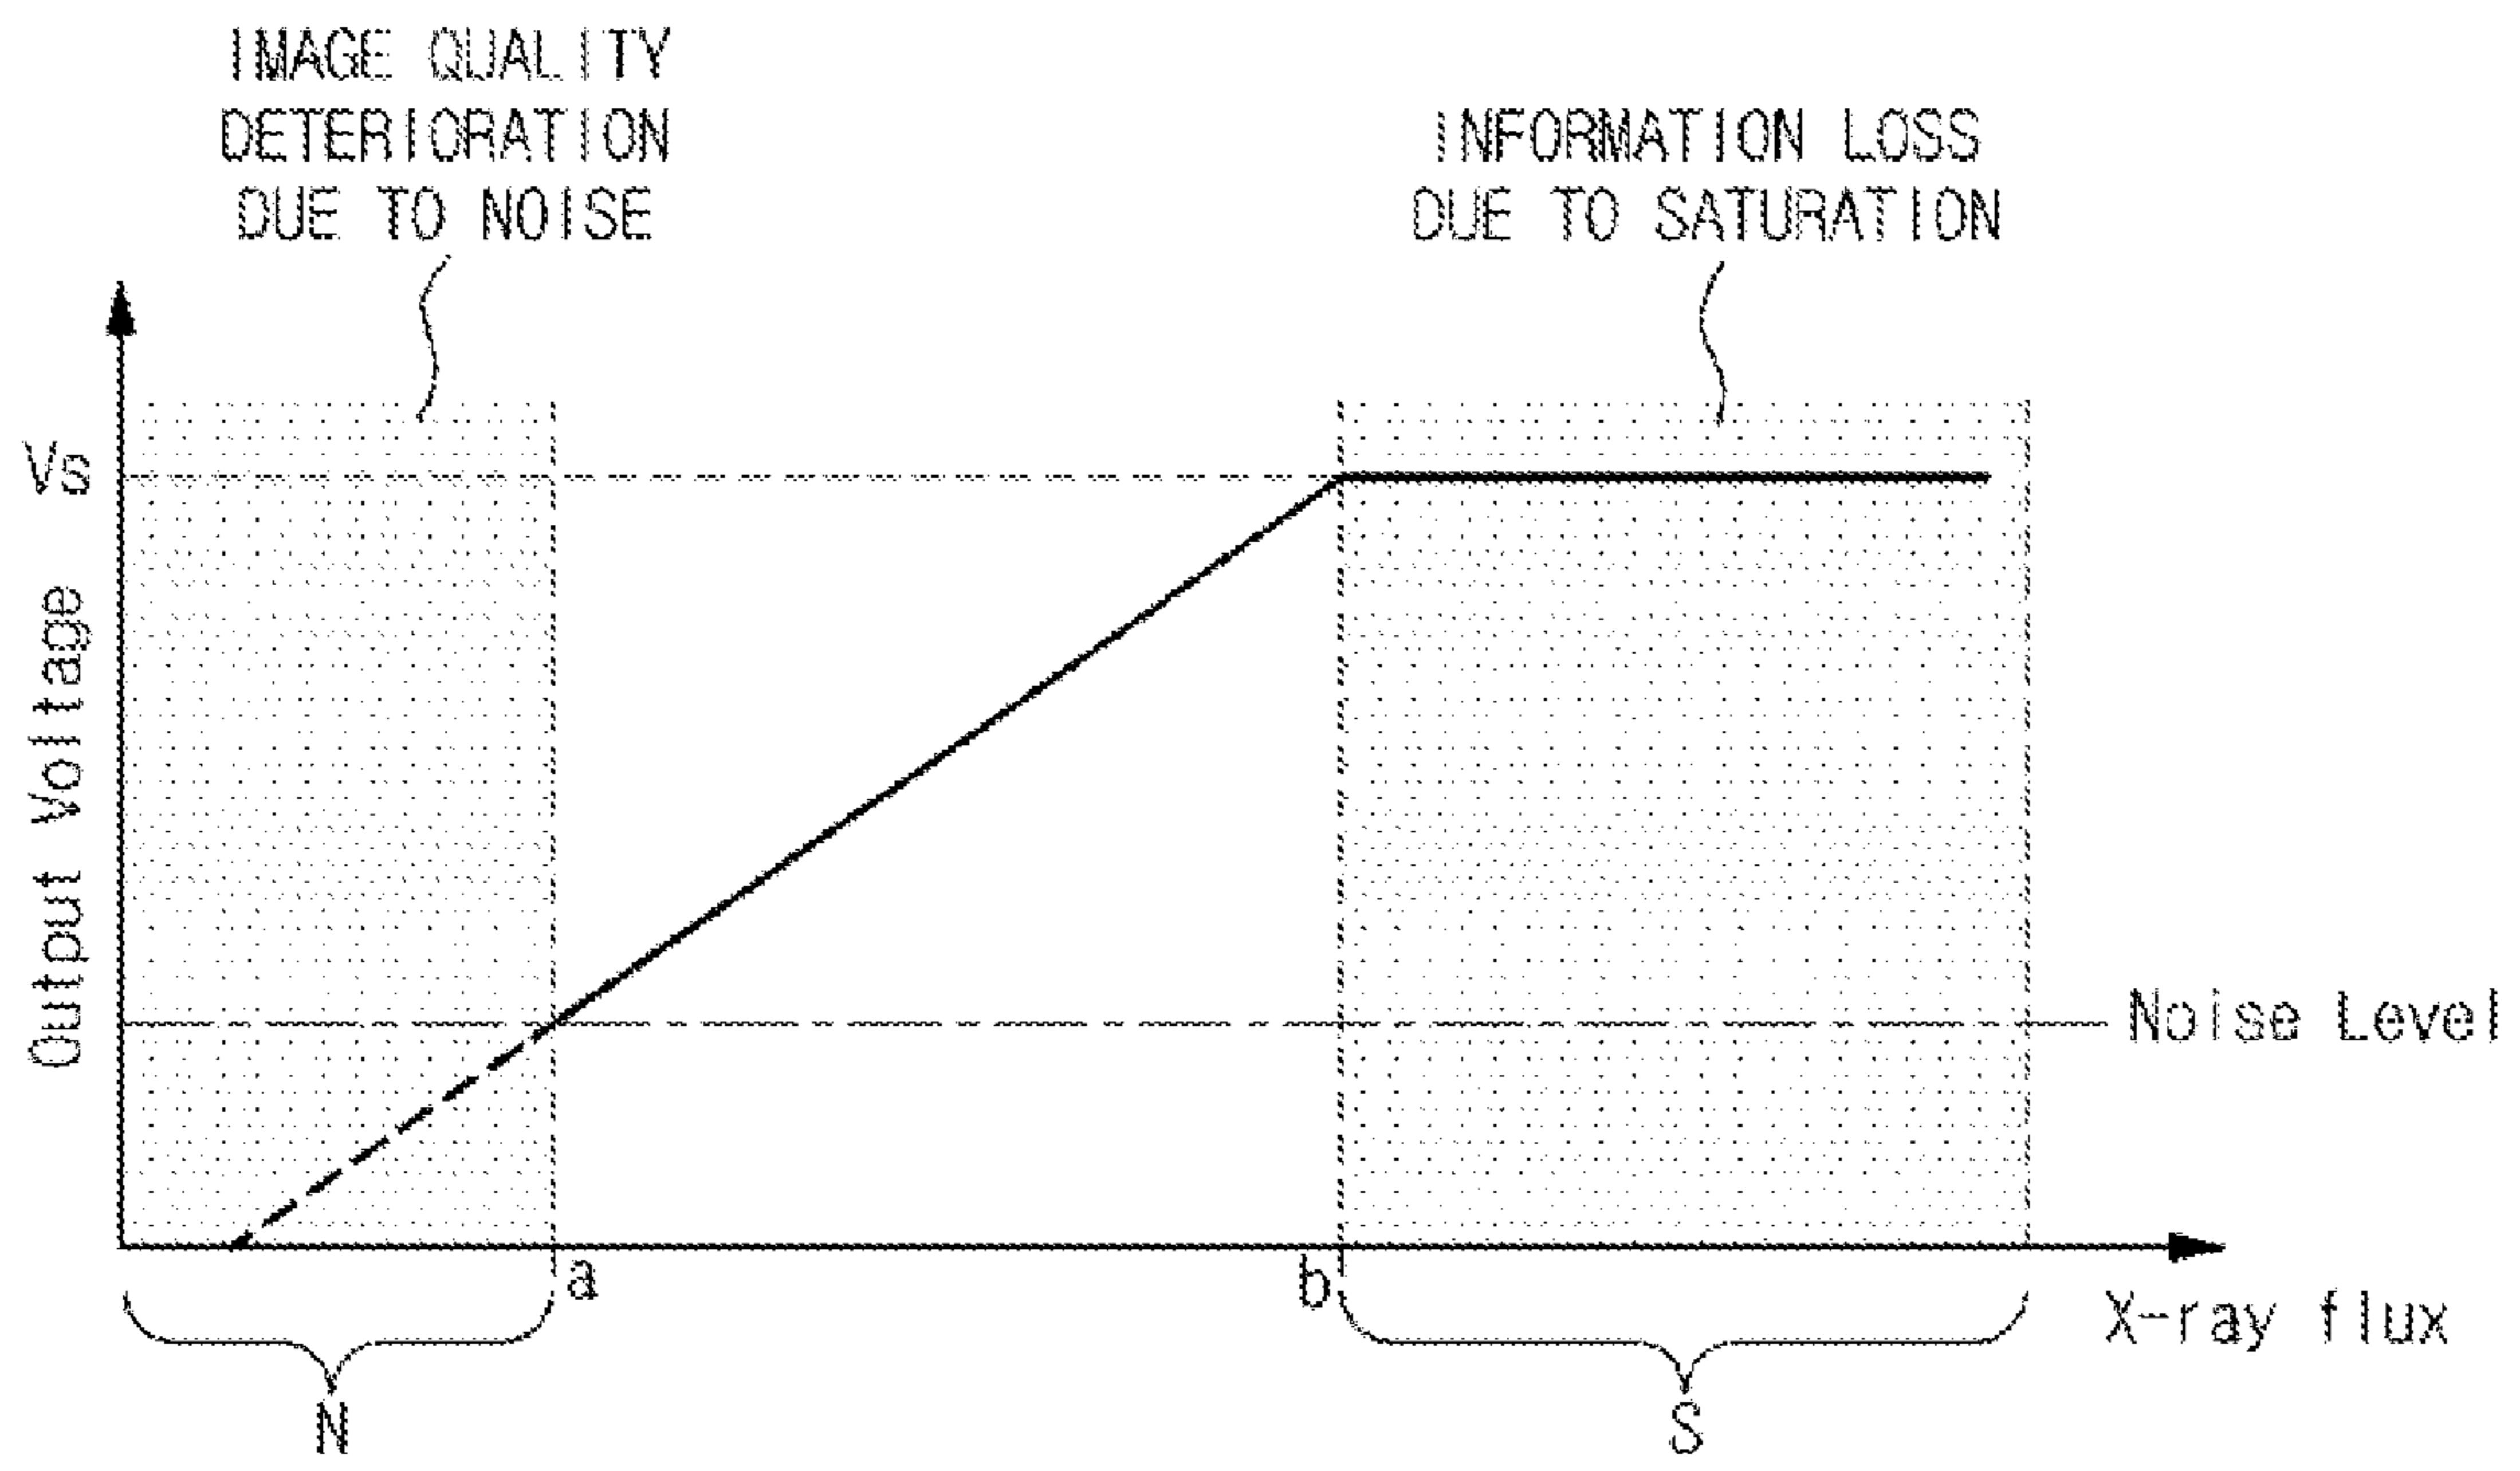 IMAGE QUALITY
DETERIORATION
DUE TO NOISE
INFORMATION LOSS
DUE TO SATURATION
Vs
Output Voltage
Noise Level
a
b
X-ray flux
N
S